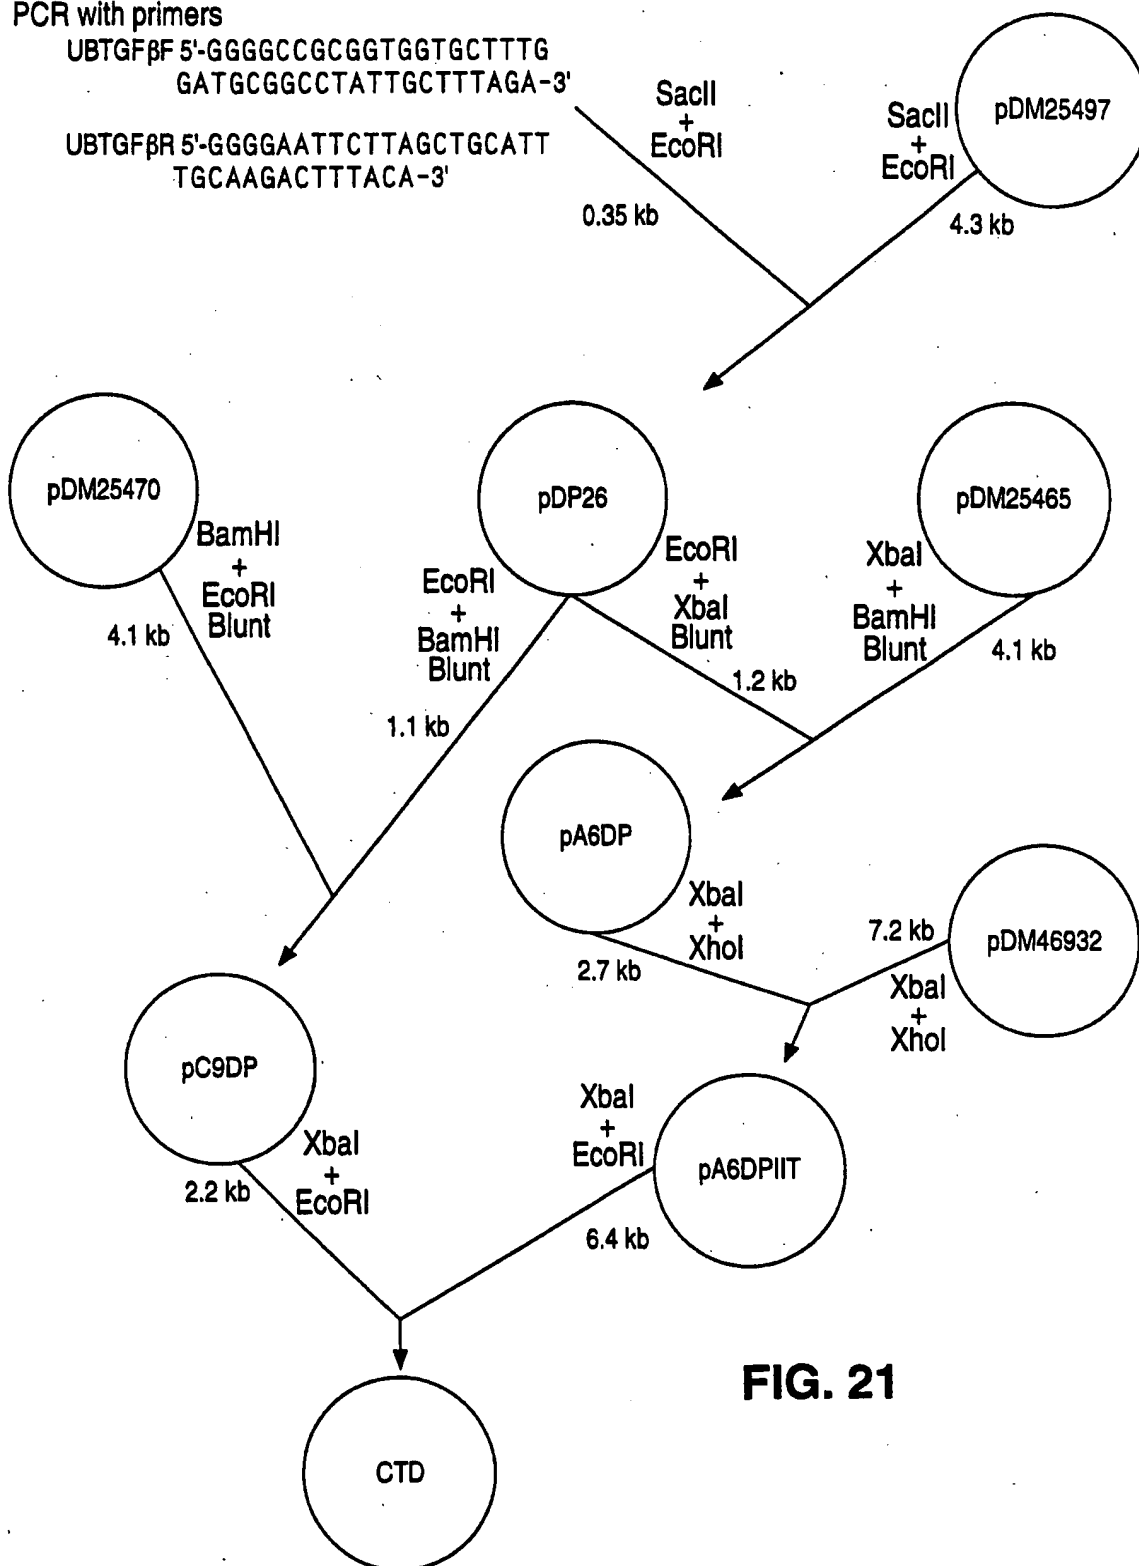 PCR with primers
UBTGFβF 5'-GGGGCCGCGGTGGTGCTTTG
GATGCGGCCTATTGCTTTAGA-3'
UBTGFβR 5'-GGGGAATTCTTAGCTGCATT
TGCAAGACTTTACA-3'
SacII
+
EcoRI
0.35 kb
SacII
+
EcoRI
pDM25497
4.3 kb
pDM25470
BamHI
+
EcoRI
Blunt
4.1 kb
pDP26
EcoRI
+
BamHI
Blunt
1.1 kb
EcoRI
+
XbaI
Blunt
1.2 kb
pDM25465
XbaI
+
BamHI
Blunt
4.1 kb
pA6DP
XbaI
+
XhoI
2.7 kb
7.2 kb
pDM46932
XbaI
+
XhoI
pC9DP
XbaI
+
EcoRI
2.2 kb
XbaI
+
EcoRI
pA6DPIIT
6.4 kb
CTD
FIG. 21